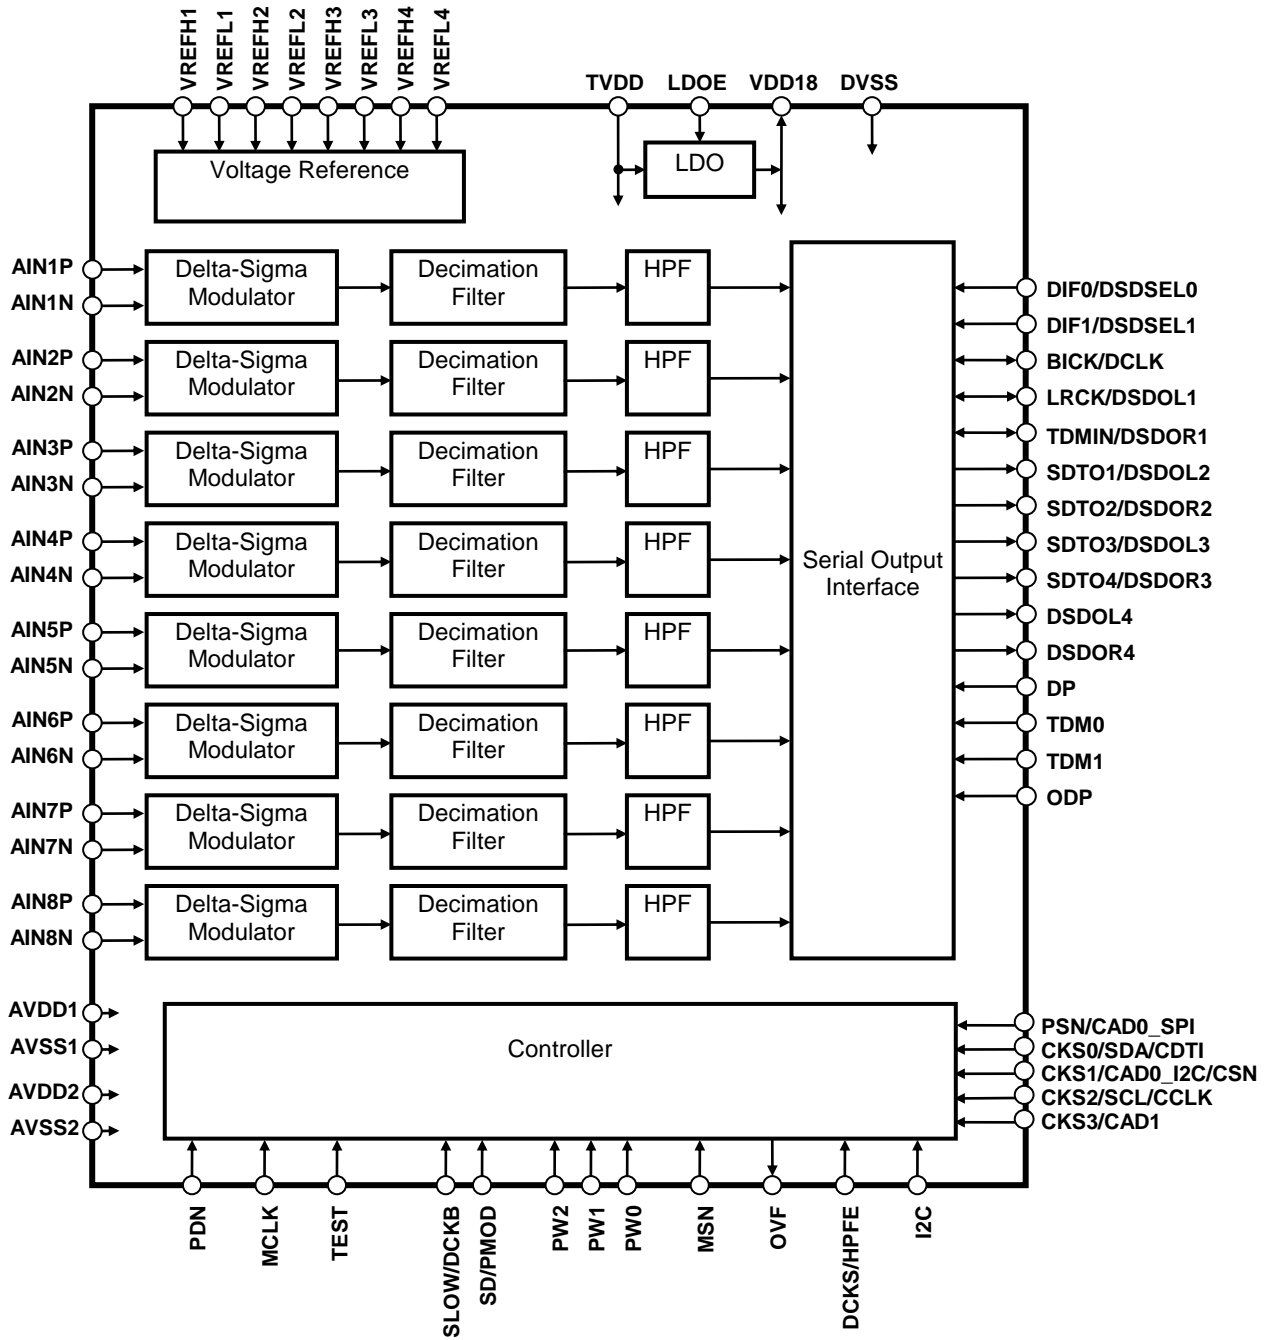 VREFH1
VREFL1
VREFH2
VREFL2
VREFH3
VREFL3
VREFH4
VREFL4
TVDD
LDOE
VDD18
DVSS
Voltage Reference
LDO
AIN1P
AIN1N
Delta-Sigma
Modulator
Decimation
Filter
HPF
AIN2P
AIN2N
Delta-Sigma
Modulator
Decimation
Filter
HPF
AIN3P
AIN3N
Delta-Sigma
Modulator
Decimation
Filter
HPF
AIN4P
AIN4N
Delta-Sigma
Modulator
Decimation
Filter
HPF
AIN5P
AIN5N
Delta-Sigma
Modulator
Decimation
Filter
HPF
AIN6P
AIN6N
Delta-Sigma
Modulator
Decimation
Filter
HPF
AIN7P
AIN7N
Delta-Sigma
Modulator
Decimation
Filter
HPF
AIN8P
AIN8N
Delta-Sigma
Modulator
Decimation
Filter
HPF
Serial Output
Interface
DIF0/DSDSEL0
DIF1/DSDSEL1
BICK/DCLK
LRCK/DSDOL1
TDMIN/DSDOR1
SDTO1/DSDOL2
SDTO2/DSDOR2
SDTO3/DSDOL3
SDTO4/DSDOR3
DSDOL4
DSDOR4
DP
TDM0
TDM1
ODP
AVDD1
AVSS1
AVDD2
AVSS2
Controller
PSN/CAD0_SPI
CKS0/SDA/CDTI
CKS1/CAD0_I2C/CSN
CKS2/SCL/CCLK
CKS3/CAD1
PDN
MCLK
TEST
SLOW/DCKB
SD/PMOD
PW2
PW1
PW0
MSN
OVF
DCKS/HPFE
I2C